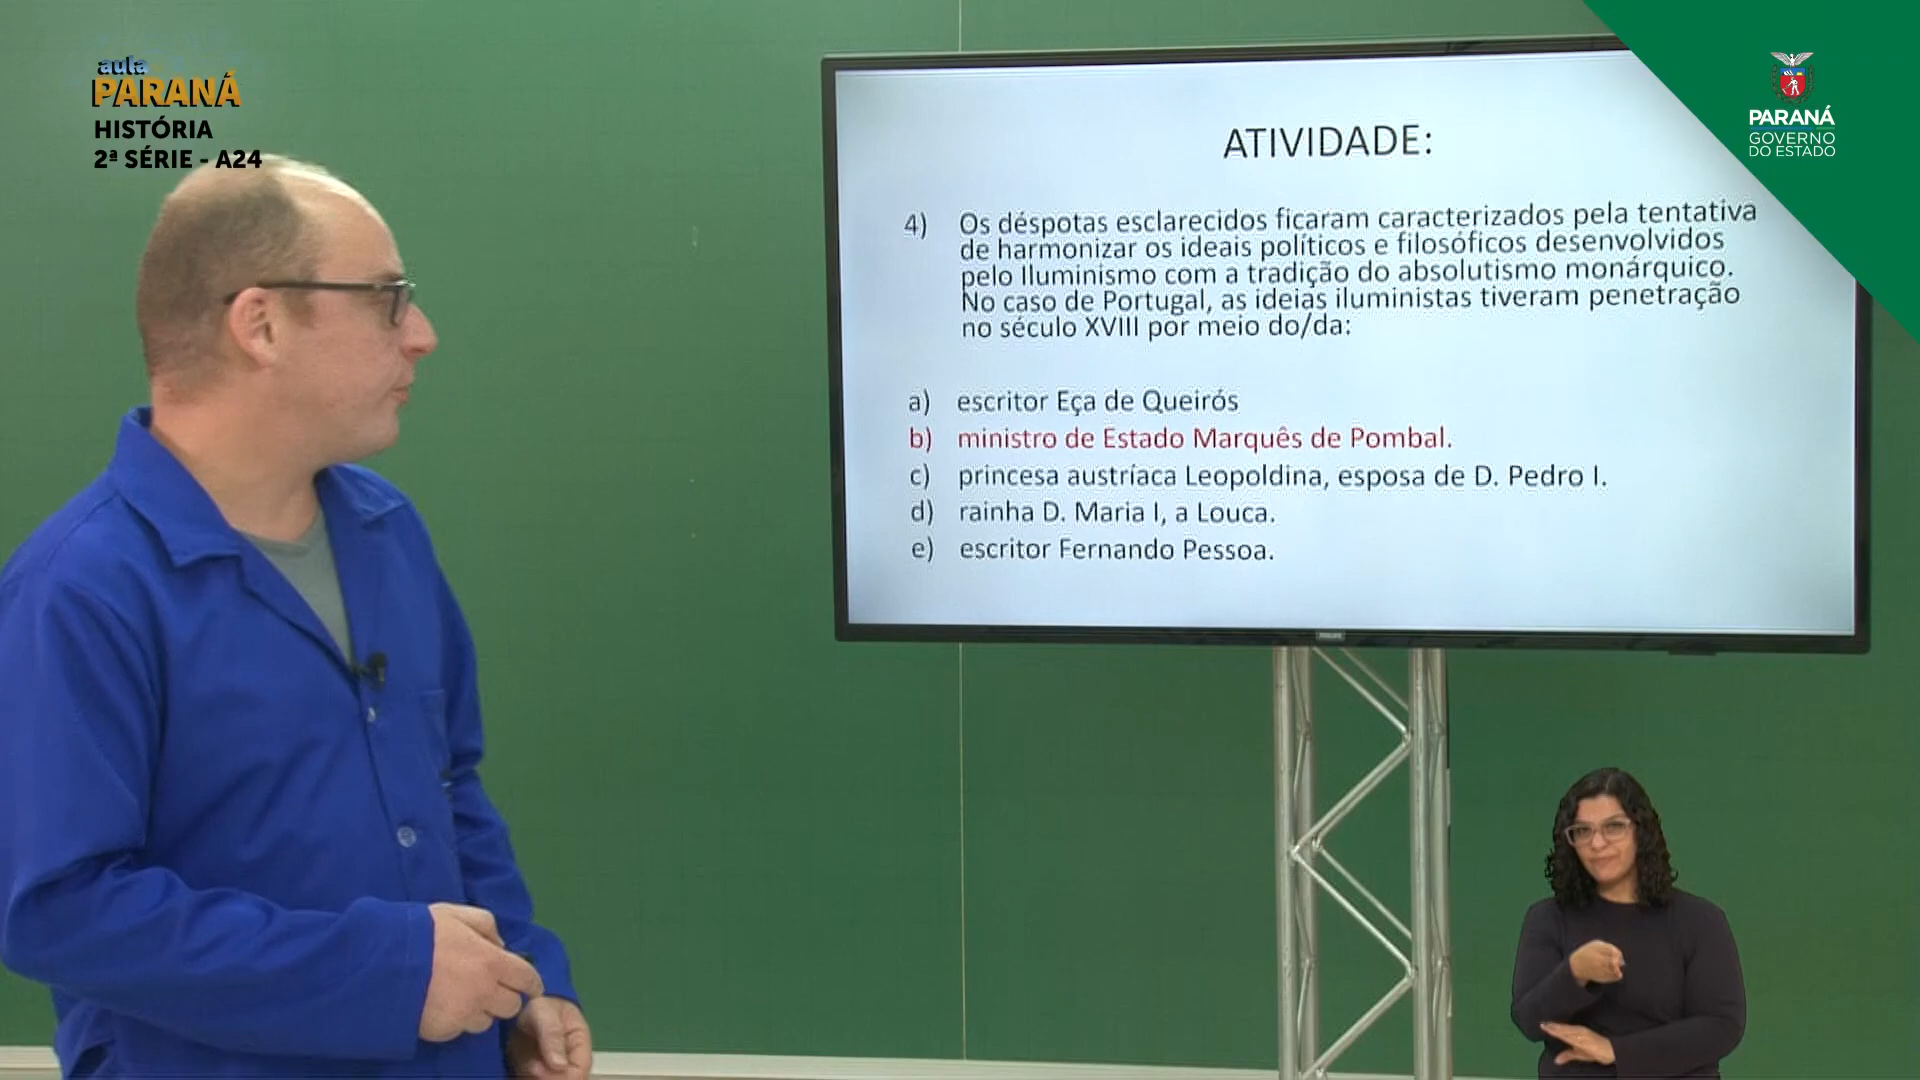 aula
PARANÁ
HISTÓRIA
2ª SÉRIE - A24
PARANÁ
GOVERNO
DO ESTADO
ATIVIDADE:
4) Os déspotas esclarecidos ficaram caracterizados pela tentativa
de harmonizar os ideais políticos e filosóficos desenvolvidos
pelo Iluminismo com a tradição do absolutismo monárquico.
No caso de Portugal, as ideias iluministas tiveram penetração
no século XVIII por meio do/da:
a) escritor Eça de Queirós
b) ministro de Estado Marquês de Pombal.
c) princesa austríaca Leopoldina, esposa de D. Pedro I.
d) rainha D. Maria I, a Louca.
e) escritor Fernando Pessoa.
PHILIPS